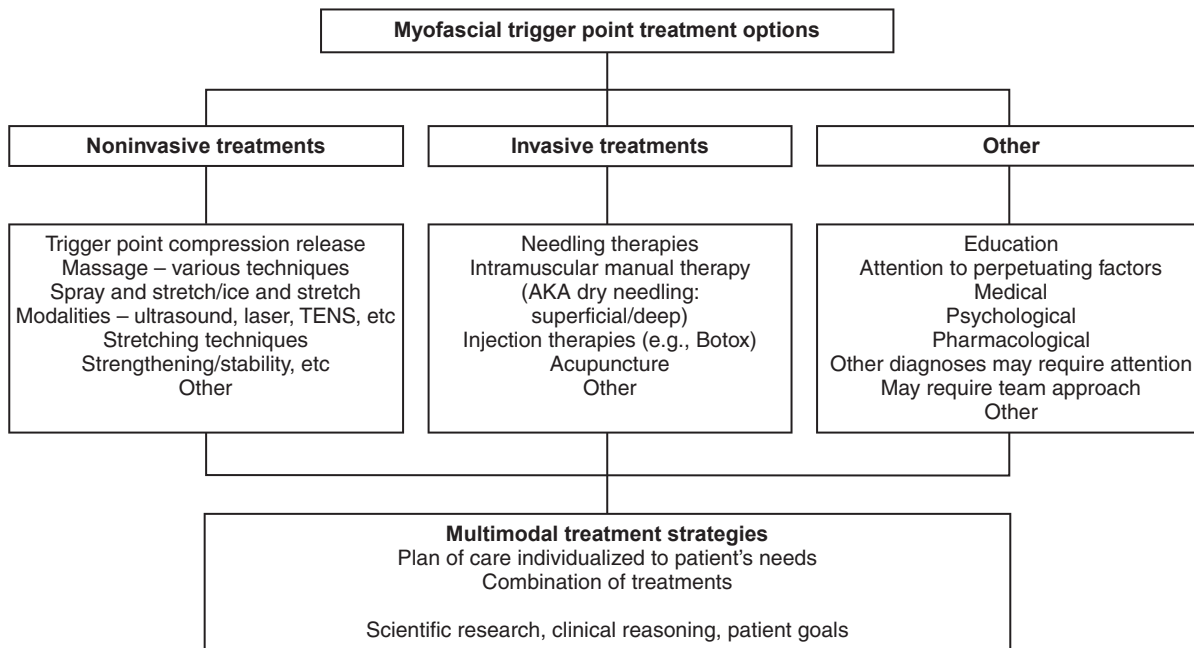 Myofascial trigger point treatment options
Noninvasive treatments
Invasive treatments
Other
Trigger point compression release
Massage – various techniques
Spray and stretch/ice and stretch
Modalities – ultrasound, laser, TENS, etc
Stretching techniques
Strengthening/stability, etc
Other
Needling therapies
Intramuscular manual therapy
(AKA dry needling:
superficial/deep)
Injection therapies (e.g., Botox)
Acupuncture
Other
Education
Attention to perpetuating factors
Medical
Psychological
Pharmacological
Other diagnoses may require attention
May require team approach
Other
Multimodal treatment strategies
Plan of care individualized to patient's needs
Combination of treatments
Scientific research, clinical reasoning, patient goals